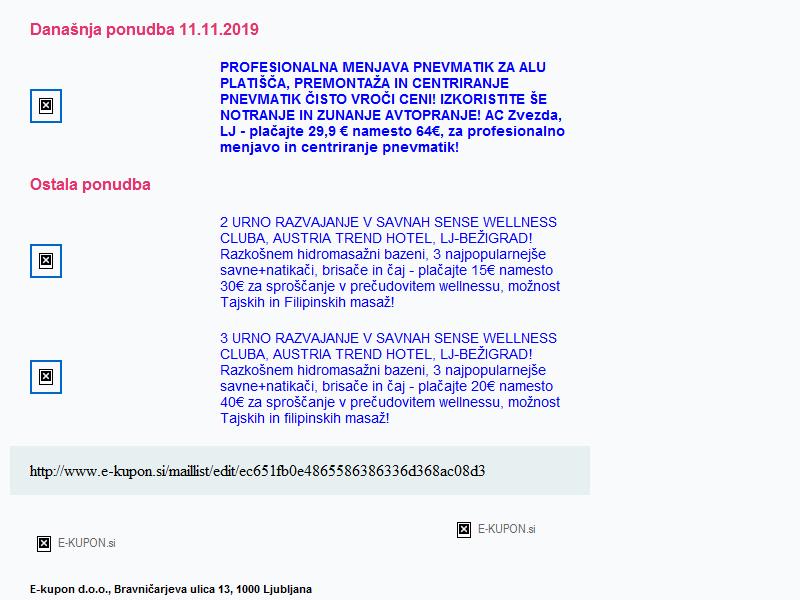 Današnja ponudba 11.11.2019
PROFESIONALNA MENJAVA PNEVMATIK ZA ALU
PLATIŠČA, PREMONTAŽA IN CENTRIRANJE
PNEVMATIK ČISTO VROČI CENI! IZKORISTITE ŠE
NOTRANJE IN ZUNANJE AVTOPRANJE! AC Zvezda,
LJ - plačajte 29,9 € namesto 64€, za profesionalno
menjavo in centriranje pnevmatik!
Ostala ponudba
2 URNO RAZVAJANJE V SAVNAH SENSE WELLNESS
CLUBA, AUSTRIA TREND HOTEL, LJ-BEŽIGRAD!
Razkošnem hidromasažni bazeni, 3 najpopularnejše
savne+natikači, brisače in čaj - plačajte 15€ namesto
30€ za sproščanje v prečudovitem wellnessu, možnost
Tajskih in Filipinskih masaž!
3 URNO RAZVAJANJE V SAVNAH SENSE WELLNESS
CLUBA, AUSTRIA TREND HOTEL, LJ-BEŽIGRAD!
Razkošnem hidromasažni bazeni, 3 najpopularnejše
savne+natikači, brisače in čaj - plačajte 20€ namesto
40€ za sproščanje v prečudovitem wellnessu, možnost
Tajskih in filipinskih masaž!
http://www.e-kupon.si/maillist/edit/ec651fb0e4865586386336d368ac08d3
E-KUPON.si
E-KUPON.si
E-kupon d.o.o., Bravničarjeva ulica 13, 1000 Ljubljana